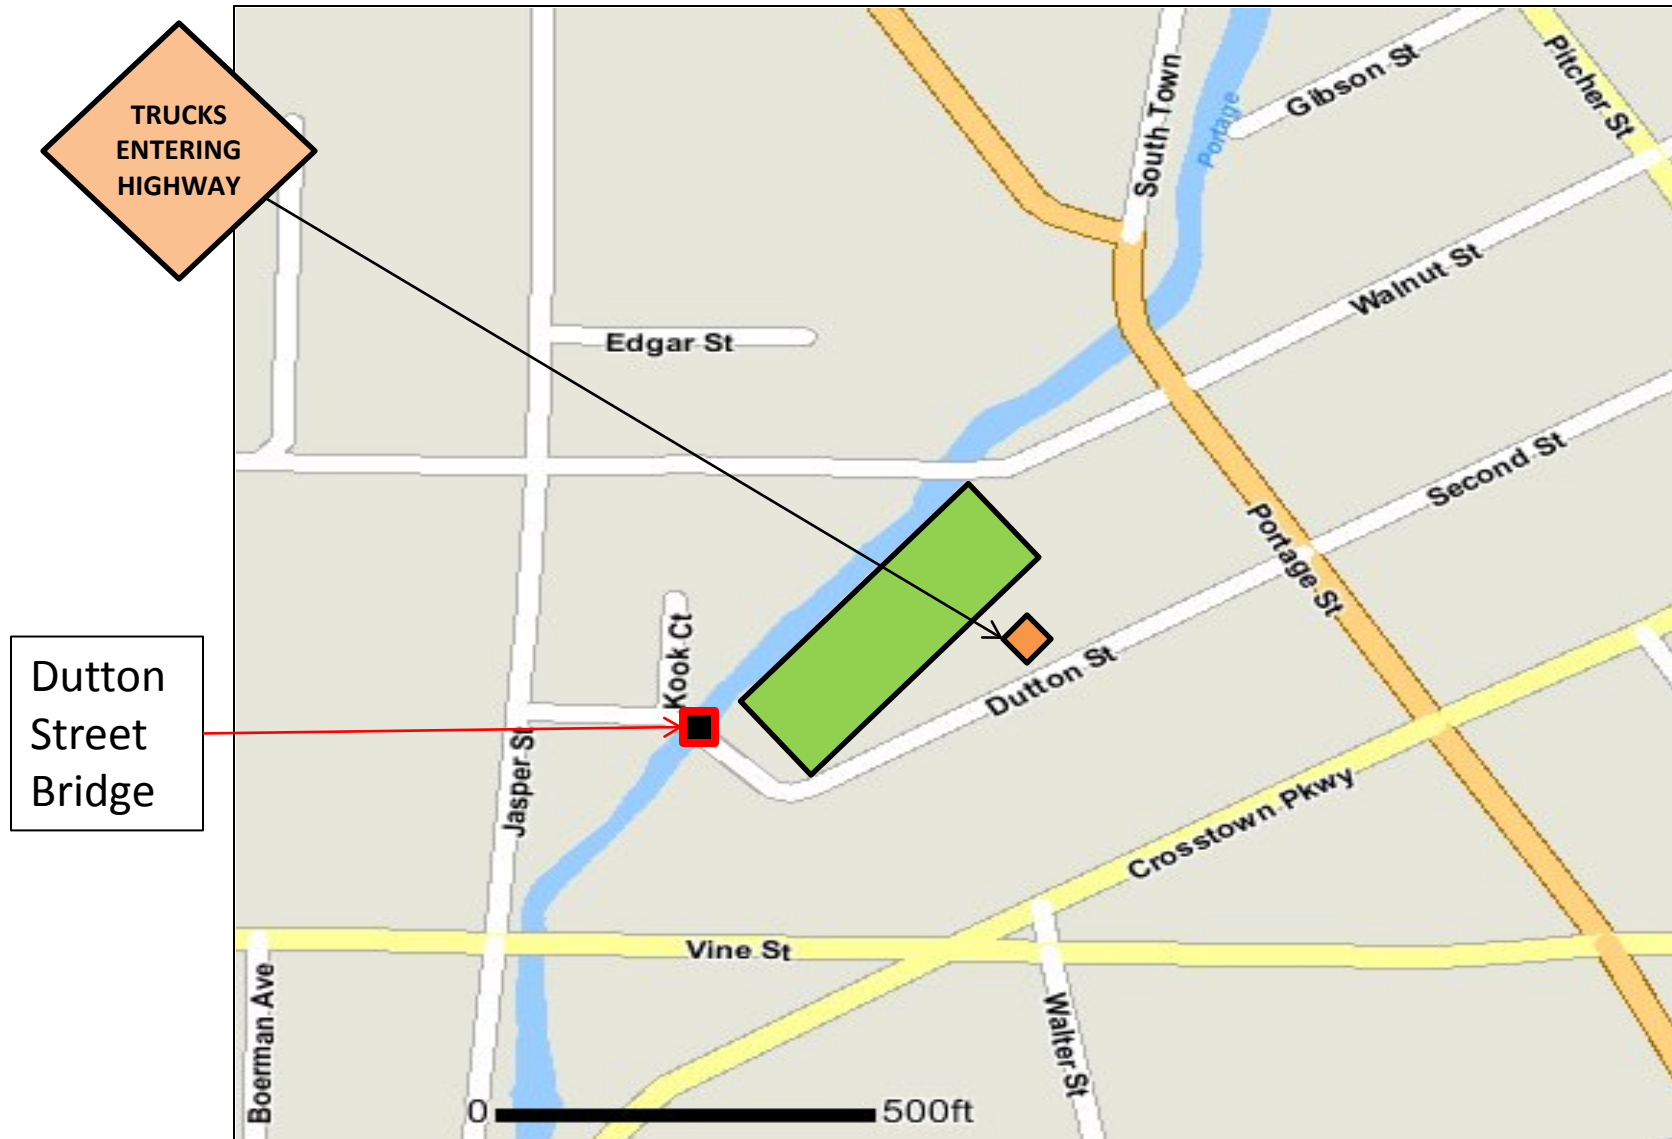 TRUCKS
ENTERING
HIGHWAY
South Town
Portage
Gibson St
Pitcher St
Walnut St
Edgar St
Second St
Portage St
Kook Ct
Dutton St
Dutton
Street
Bridge
Jasper St
Crosstown Pkwy
Vine St
Boerman Ave
Walter St
0 500ft